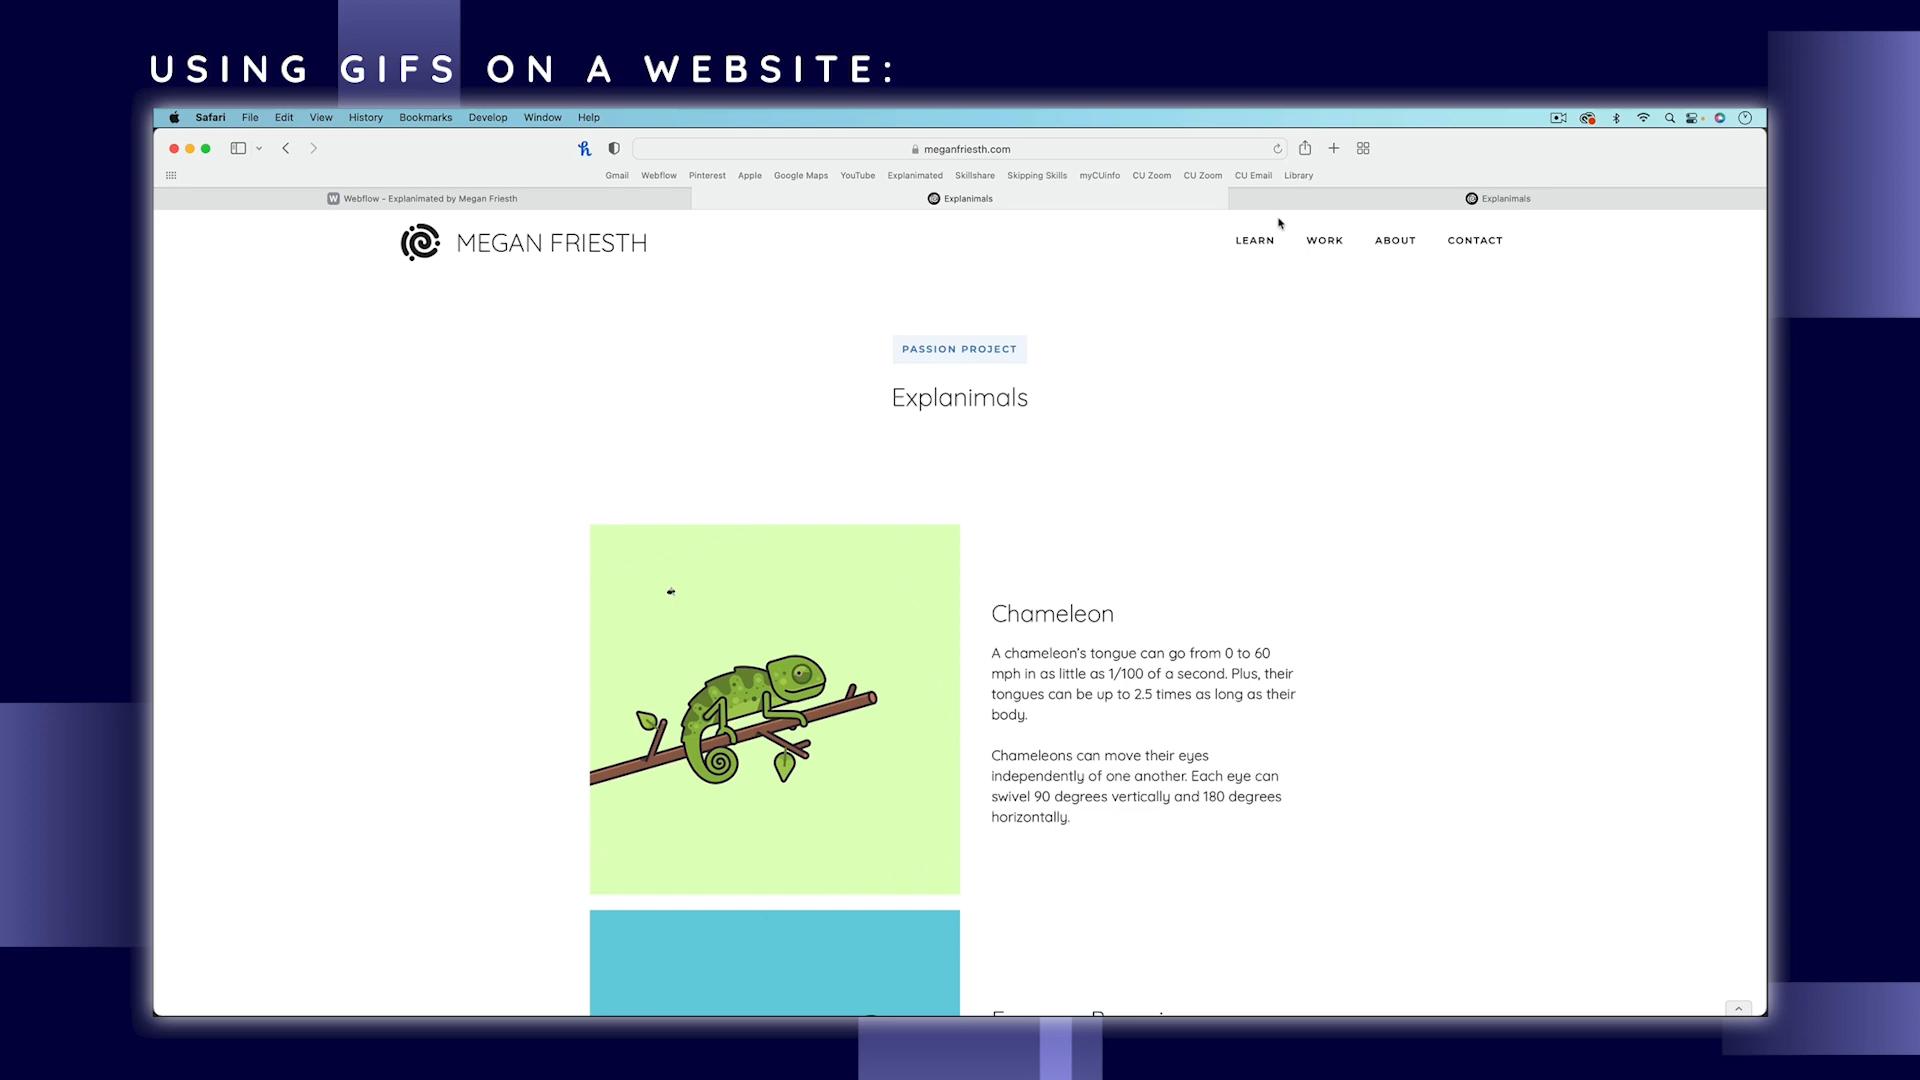 USING GIFS ON A WEBSITE:
Safari File Edit View History Bookmarks Develop Window Help
meganfriesth.com
Gmail Webflow Pinterest Apple Google Maps YouTube Explanimated Skillshare Skipping Skills myCUinfo CU Zoom CU Zoom CU Email Library
W Webflow - Explanimated by Megan Friesth Explanimals Explanimals
MEGAN FRIESTH LEARN WORK ABOUT CONTACT
PASSION PROJECT
Explanimals
Chameleon
A chameleon's tongue can go from 0 to 60
mph in as little as 1/100 of a second. Plus, their
tongues can be up to 2.5 times as long as their
body.
Chameleons can move their eyes
independently of one another. Each eye can
swivel 90 degrees vertically and 180 degrees
horizontally.